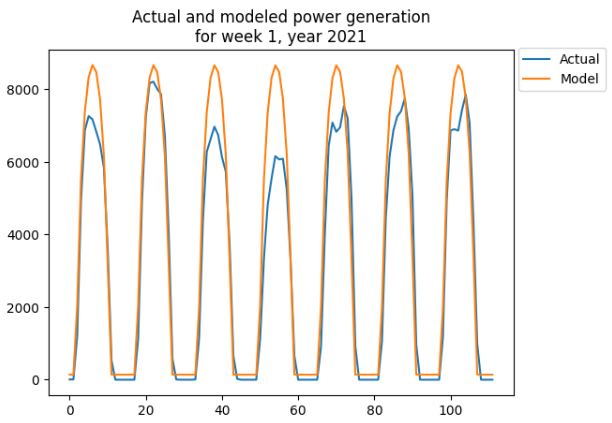 Actual and modeled power generation
for week 1, year 2021
Actual
Model
8000
6000
4000
2000
0
0 20 40 60 80 100